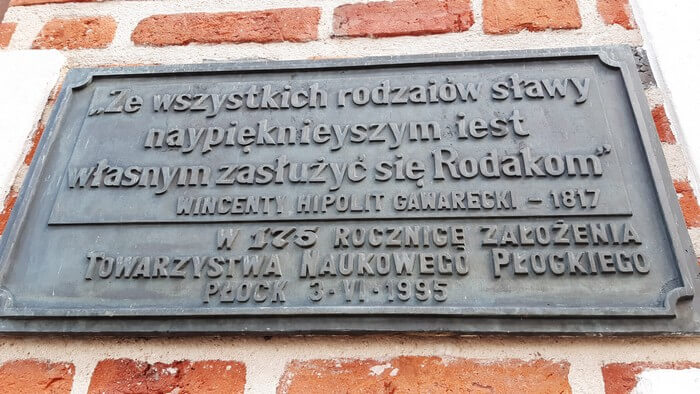 „Ze wszystkich rodzaiów sławy
naypięknieyszym iest
własnym zasłużyć się Rodakom”
WINCENTY HIPOLIT GAWARECKI – 1817
W 175 ROCZNICĘ ZAŁOŻENIA
TOWARZYSTWA NAUKOWEGO PŁOCKIEGO
PŁOCK 3·VI·1995